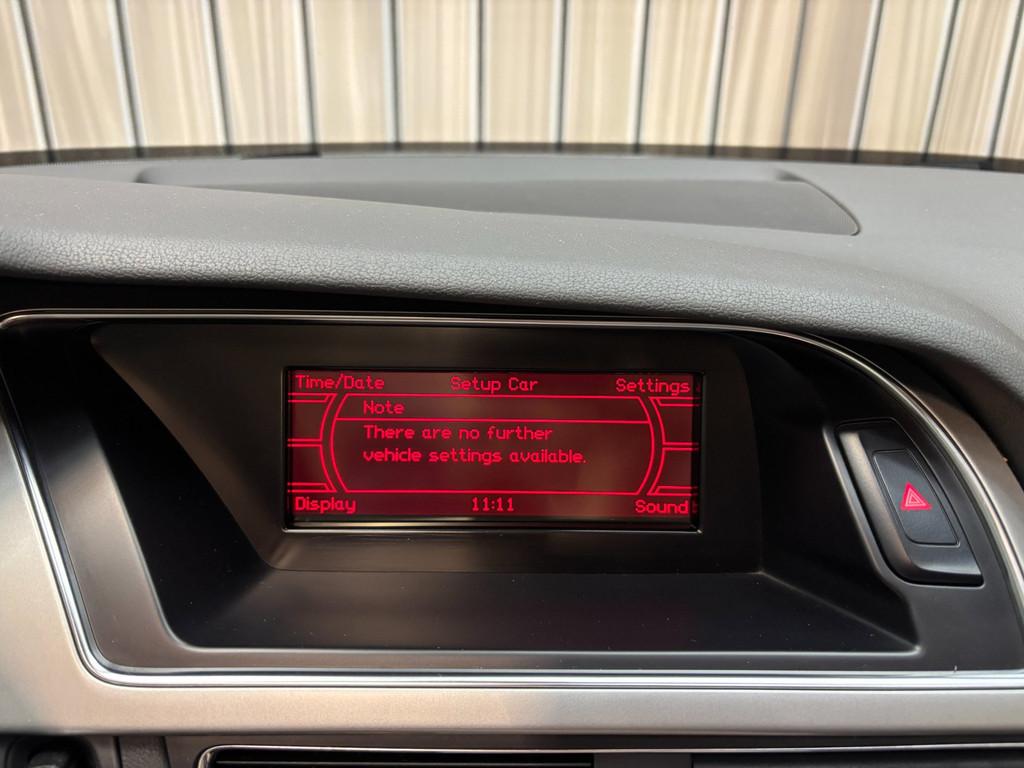 Time/Date Setup Car Settings
Note
There are no further
vehicle settings available.
Display 11:11 Sound